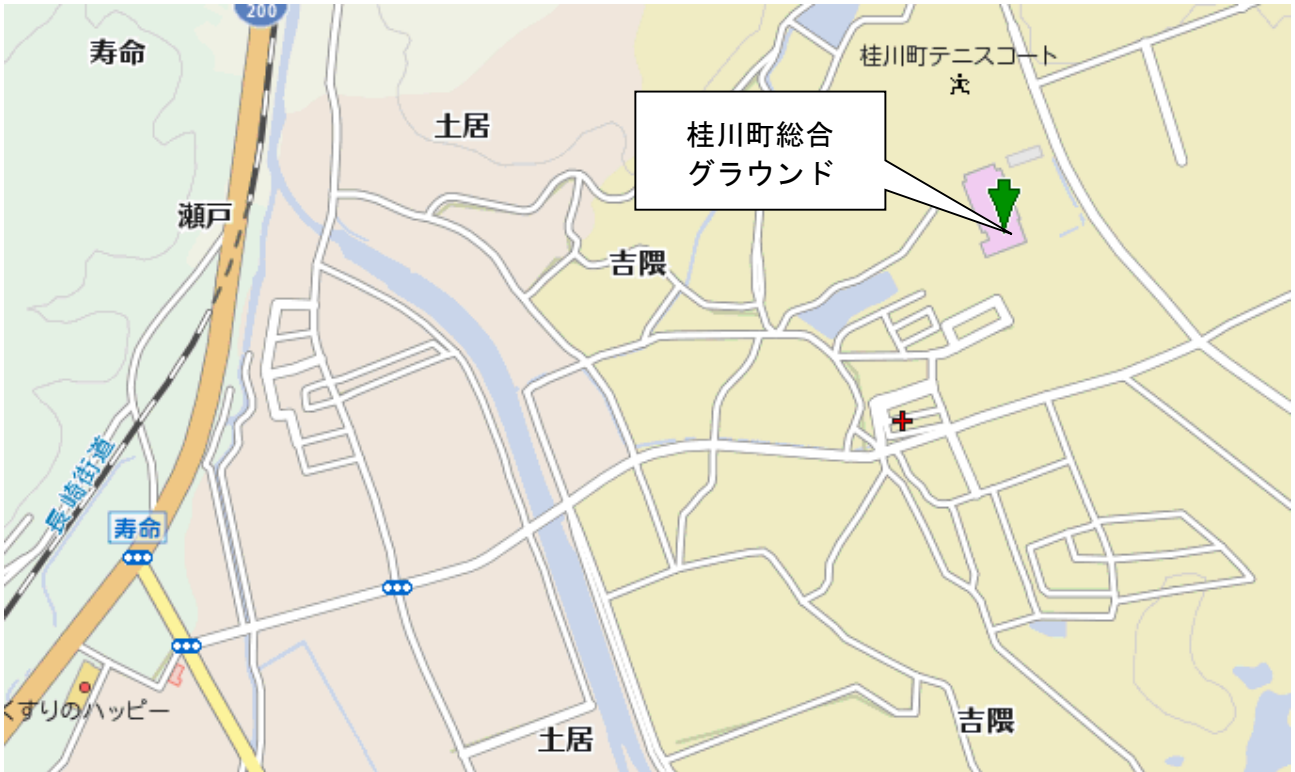 200
寿命
桂川町テニスコート
土居
桂川町総合
グラウンド
瀬戸
吉隈
長崎街道
寿命
くすりのハッピー
吉隈
土居